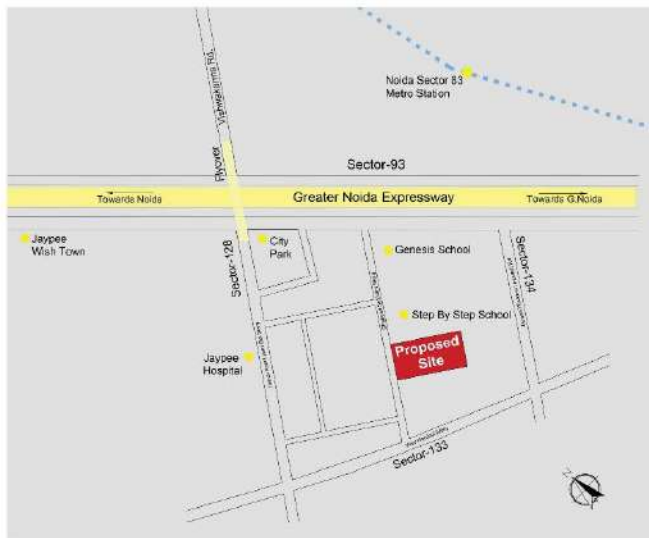 Vishwakarma Rd.
Noida Sector 83
Metro Station
Flyover
Sector-93
Towards Noida
Greater Noida Expressway
Towards G.Noida
Jaypee
Wish Town
Sector-128
City
Park
Genesis School
Sector-134
Step By Step School
Proposed
Site
Jaypee
Hospital
Sector-133
N